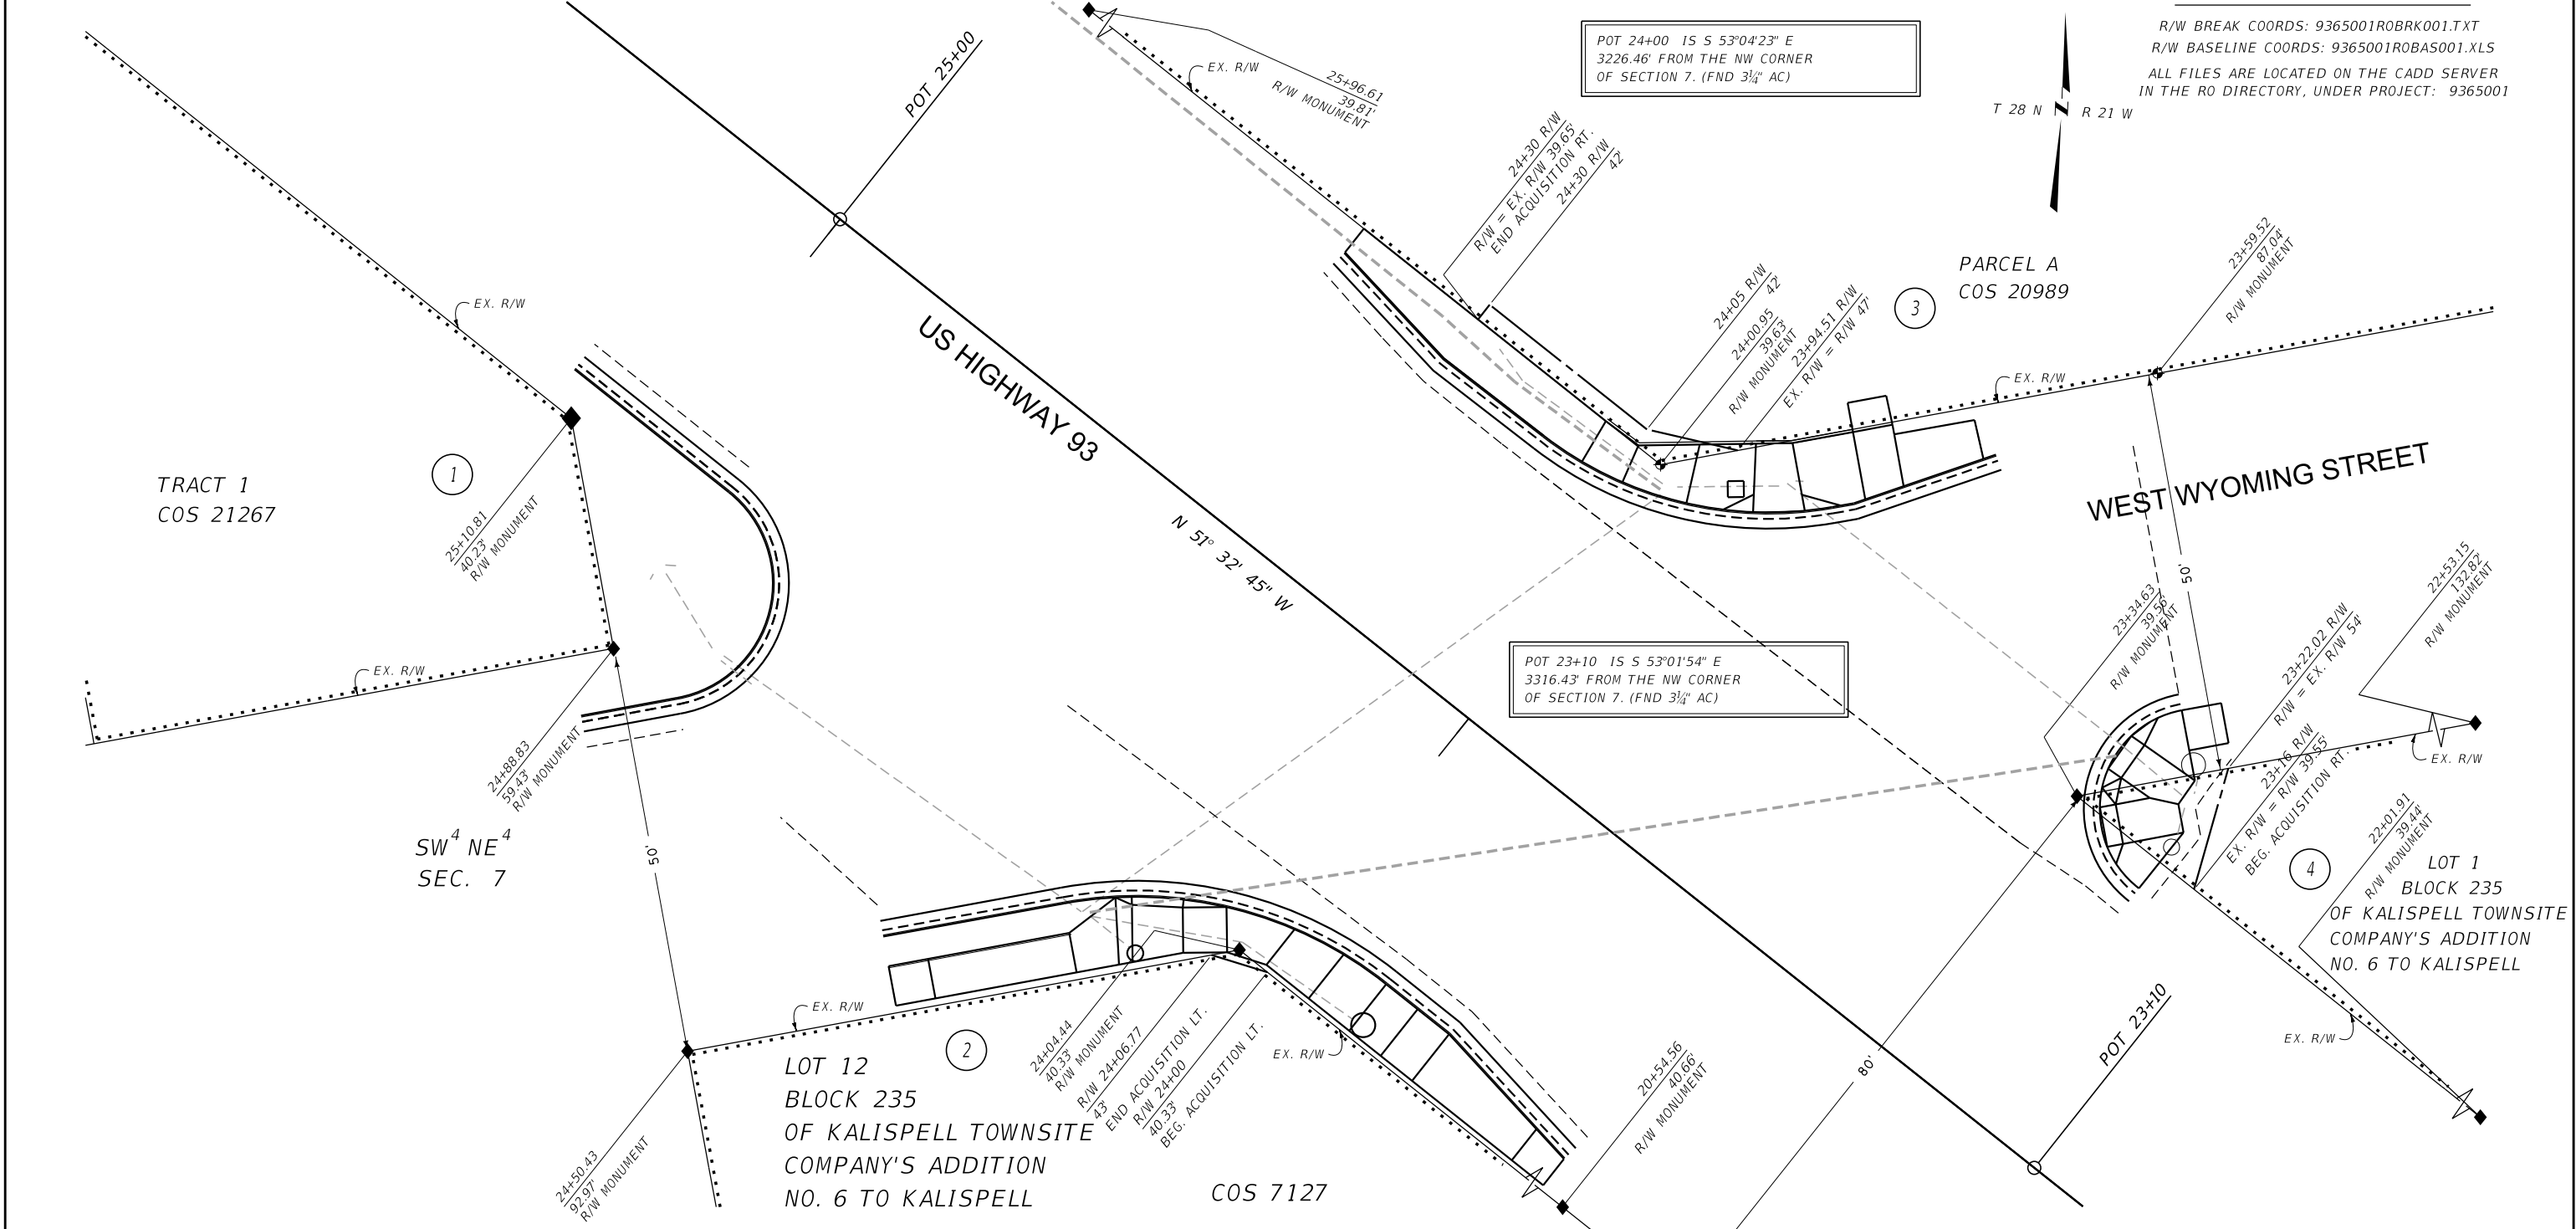 R/W BREAK COORDS: 9365001ROBRK001.TXT
R/W BASELINE COORDS: 9365001ROBAS001.XLS
ALL FILES ARE LOCATED ON THE CADD SERVER
IN THE RO DIRECTORY, UNDER PROJECT: 9365001
T 28 N N R 21 W
POT 24+00 IS S 53°04'23" E
3226.46' FROM THE NW CORNER
OF SECTION 7. (FND 3¼" AC)
POT 25+00
EX. R/W
25+96.61
39.81'
R/W MONUMENT
24+30 R/W
R/W = EX. R/W 39.65'
END ACQUISITION RT.
24+30 R/W
42'
24+05 R/W
42'
24+00.95
39.63'
R/W MONUMENT
23+94.51 R/W
EX. R/W = R/W 47'
3
PARCEL A
COS 20989
23+59.52
87.04'
R/W MONUMENT
EX. R/W
EX. R/W
US HIGHWAY 93
N 51° 32' 45" W
WEST WYOMING STREET
50'
1
TRACT 1
COS 21267
25+10.81
40.23'
R/W MONUMENT
EX. R/W
24+88.83
59.43'
R/W MONUMENT
SW4 NE4
SEC. 7
50'
POT 23+10 IS S 53°01'54" E
3316.43' FROM THE NW CORNER
OF SECTION 7. (FND 3¼" AC)
23+34.63
39.56'
R/W MONUMENT
23+22.02 R/W
R/W = EX. R/W 54'
22+53.15
132.82'
R/W MONUMENT
EX. R/W
23+16 R/W
EX. R/W = R/W 39.55'
BEG. ACQUISITION RT.
22+01.91
39.44'
R/W MONUMENT
4
LOT 1
BLOCK 235
OF KALISPELL TOWNSITE
COMPANY'S ADDITION
NO. 6 TO KALISPELL
EX. R/W
POT 23+10
80'
EX. R/W
2
LOT 12
BLOCK 235
OF KALISPELL TOWNSITE
COMPANY'S ADDITION
NO. 6 TO KALISPELL
24+04.44
40.33'
R/W MONUMENT
R/W 24+06.77
43'
END ACQUISITION LT.
R/W 24+00
40.33'
BEG. ACQUISITION LT.
EX. R/W
20+54.56
40.66'
R/W MONUMENT
24+50.43
92.97'
R/W MONUMENT
COS 7127